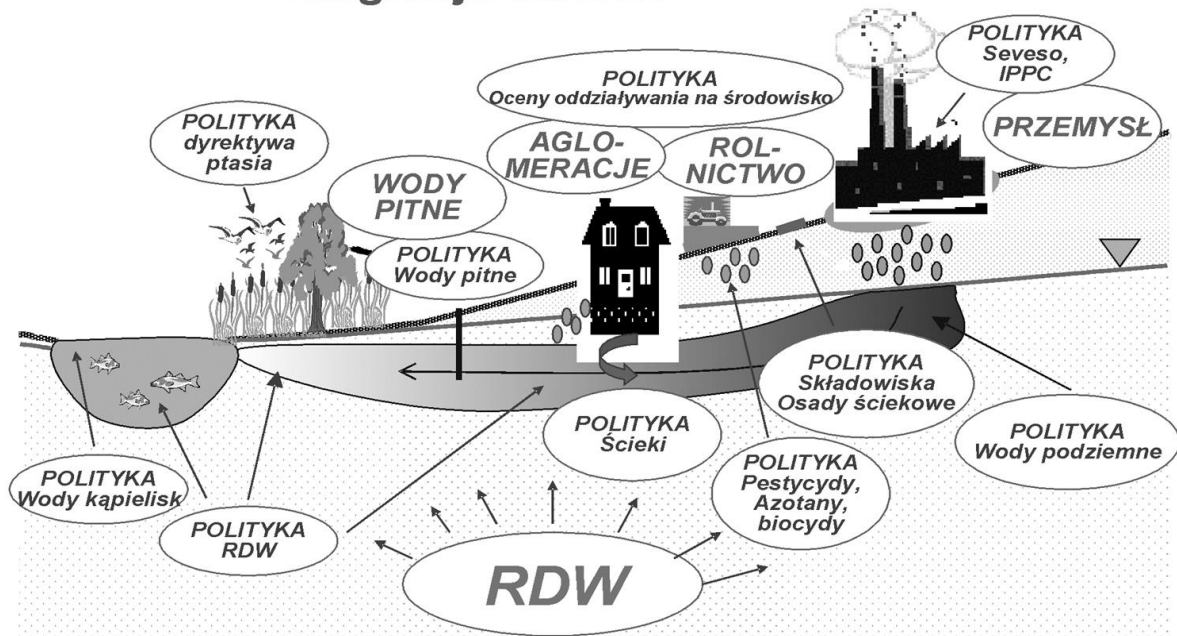 POLITYKA
Seveso,
IPPC
POLITYKA
Oceny oddziaływania na środowisko
PRZEMYSŁ
POLITYKA
dyrektywa
ptasia
AGLO-
MERACJE
ROL-
NICTWO
WODY
PITNE
POLITYKA
Wody pitne
POLITYKA
Składowiska
Osady ściekowe
POLITYKA
Ścieki
POLITYKA
Wody podziemne
POLITYKA
Wody kąpielisk
POLITYKA
Pestycydy,
Azotany,
biocydy
POLITYKA
RDW
RDW